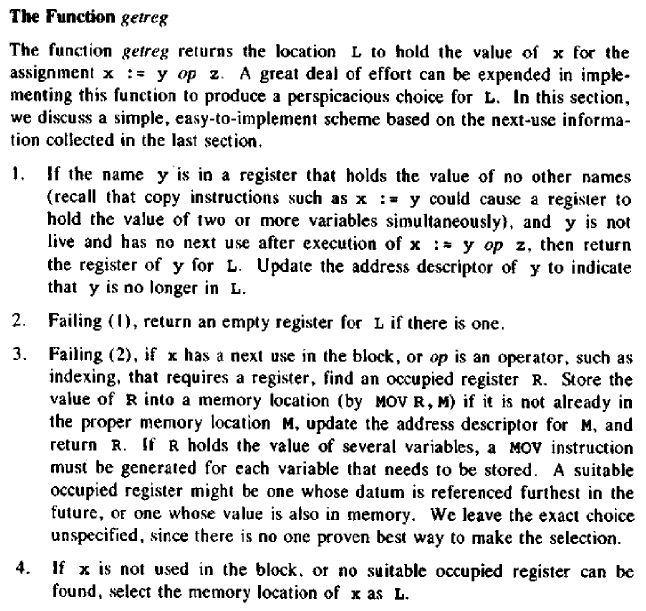 The Function getreg
The function getreg returns the location L to hold the value of x for the
assignment x := y op z. A great deal of effort can be expended in imple-
menting this function to produce a perspicacious choice for L. In this section,
we discuss a simple, easy-to-implement scheme based on the next-use informa-
tion collected in the last section.
1. If the name y is in a register that holds the value of no other names
(recall that copy instructions such as x := y could cause a register to
hold the value of two or more variables simultaneously), and y is not
live and has no next use after execution of x := y op z, then return
the register of y for L. Update the address descriptor of y to indicate
that y is no longer in L.
2. Failing (1), return an empty register for L if there is one.
3. Failing (2), if x has a next use in the block, or op is an operator, such as
indexing, that requires a register, find an occupied register R. Store the
value of R into a memory location (by MOV R, M) if it is not already in
the proper memory location M, update the address descriptor for M, and
return R. If R holds the value of several variables, a MOV instruction
must be generated for each variable that needs to be stored. A suitable
occupied register might be one whose datum is referenced furthest in the
future, or one whose value is also in memory. We leave the exact choice
unspecified, since there is no one proven best way to make the selection.
4. If x is not used in the block, or no suitable occupied register can be
found, select the memory location of x as L.